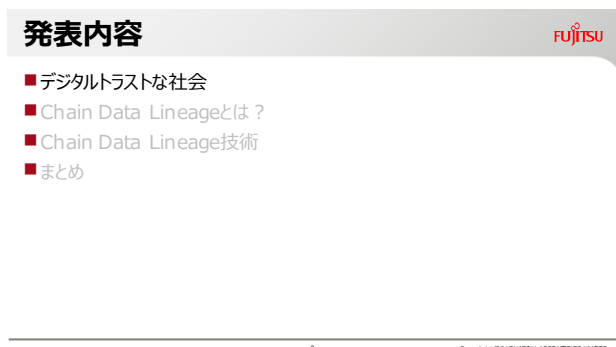 発表内容
FUJITSU
デジタルトラストな社会
Chain Data Lineageとは？
Chain Data Lineage技術
まとめ